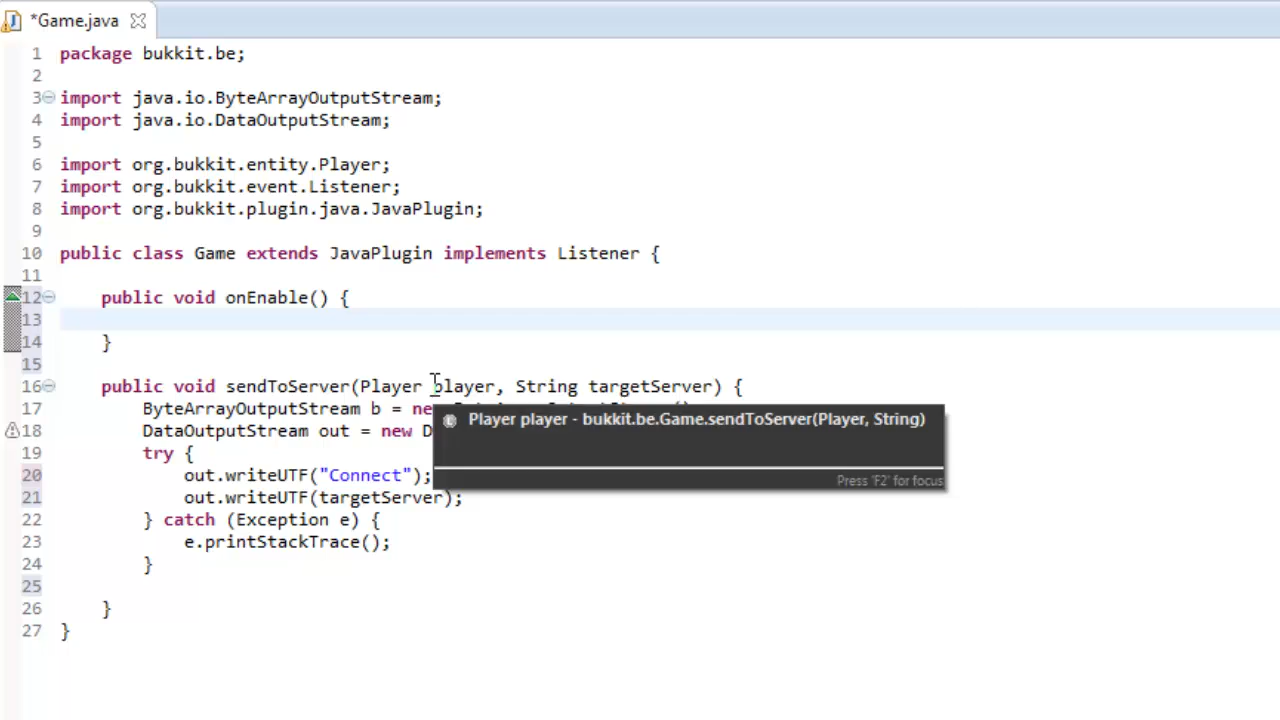 *Game.java
1 package bukkit.be;
2
3 import java.io.ByteArrayOutputStream;
4 import java.io.DataOutputStream;
5
6 import org.bukkit.entity.Player;
7 import org.bukkit.event.Listener;
8 import org.bukkit.plugin.java.JavaPlugin;
9
10 public class Game extends JavaPlugin implements Listener {
11
12 public void onEnable() {
13
14 }
15
16 public void sendToServer(Player player, String targetServer) {
17 ByteArrayOutputStream b =
18 DataOutputStream out = new D
Player player - bukkit.be.Game.sendToServer(Player, String)
19 try {
20 out.writeUTF("Connect");
Press 'F2' for focus
21 out.writeUTF(targetServer);
22 } catch (Exception e) {
23 e.printStackTrace();
24 }
25
26 }
27 }